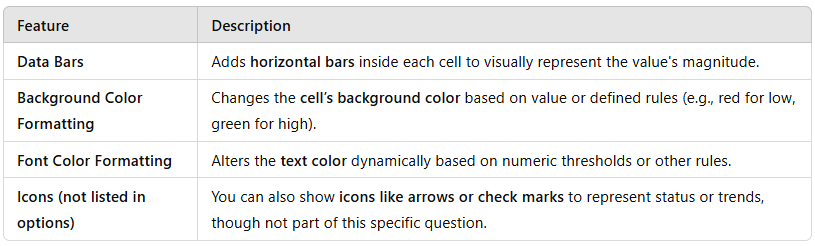 Feature Description
Data Bars Adds horizontal bars inside each cell to visually represent the value's magnitude.
Background Color Changes the cell's background color based on value or defined rules (e.g., red for low,
Formatting green for high).
Font Color Formatting Alters the text color dynamically based on numeric thresholds or other rules.
Icons (not listed in You can also show icons like arrows or check marks to represent status or trends,
options) though not part of this specific question.